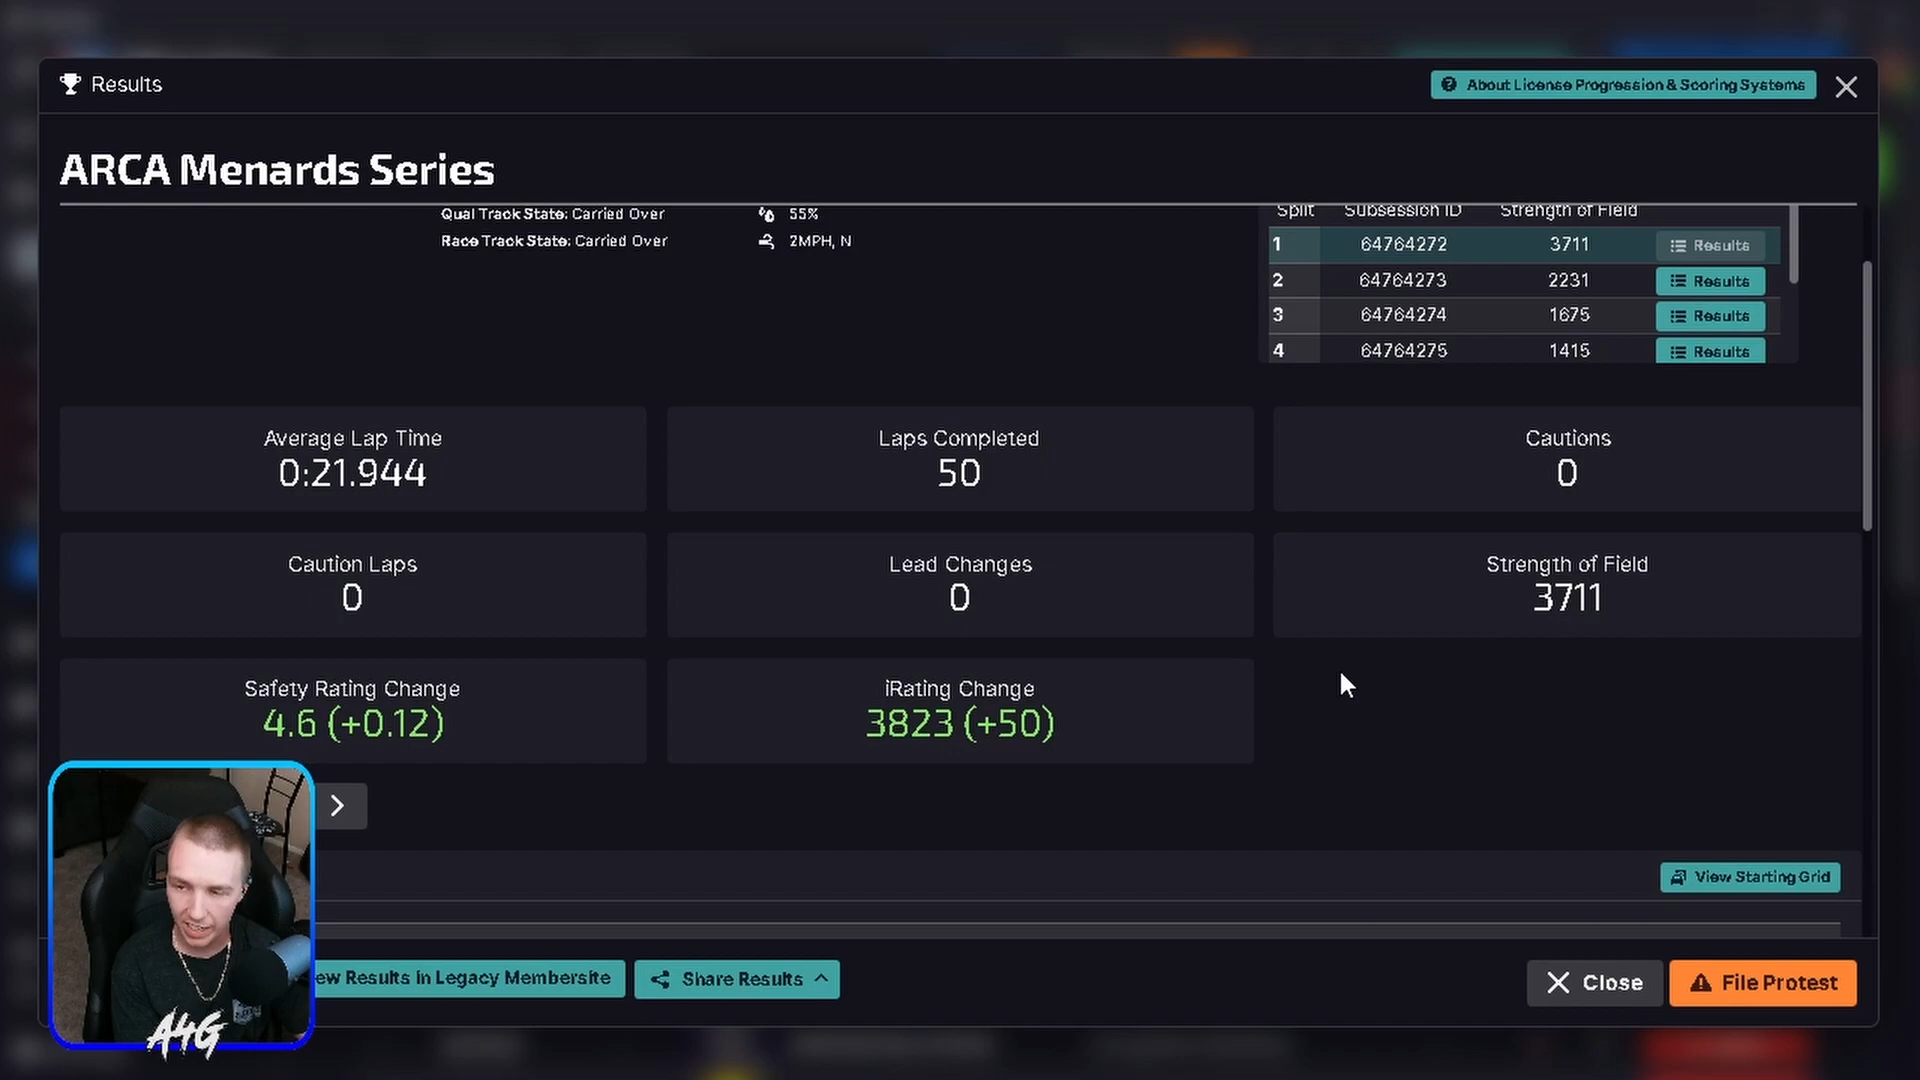 Results
About License Progression & Scoring Systems
ARCA Menards Series
Qual Track State: Carried Over
55%
Race Track State: Carried Over
2MPH, N
Split Subsession ID Strength of Field
1 64764272 3711 Results
2 64764273 2231 Results
3 64764274 1675 Results
4 64764275 1415 Results
Average Lap Time
0:21.944
Laps Completed
50
Cautions
0
Caution Laps
0
Lead Changes
0
Strength of Field
3711
Safety Rating Change
4.6 (+0.12)
iRating Change
3823 (+50)
View Starting Grid
ew Results in Legacy Membersite
Share Results
Close
File Protest
A4G